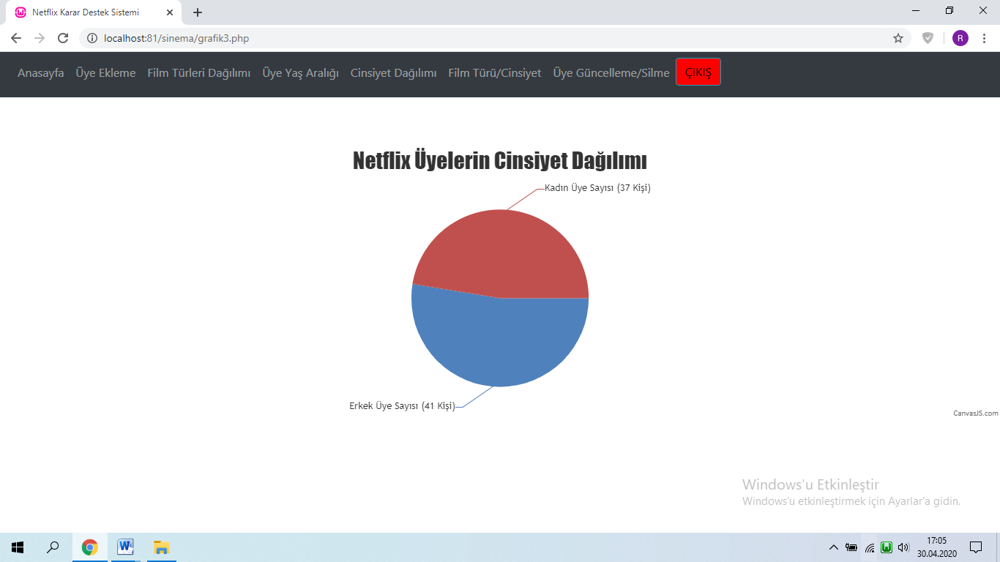 Netflix Karar Destek Sistemi
localhost:81/sinema/grafik3.php
R
Anasayfa Üye Ekleme Film Türleri Dağılımı Üye Yaş Aralığı Cinsiyet Dağılımı Film Türü/Cinsiyet Üye Güncelleme/Silme ÇIKIŞ
Netflix Üyelerin Cinsiyet Dağılımı
Kadın Üye Sayısı (37 Kişi)
Erkek Üye Sayısı (41 Kişi)
CanvasJS.com
Windows'u Etkinleştir
Windows'u etkinleştirmek için Ayarlar'a gidin.
17:05
30.04.2020